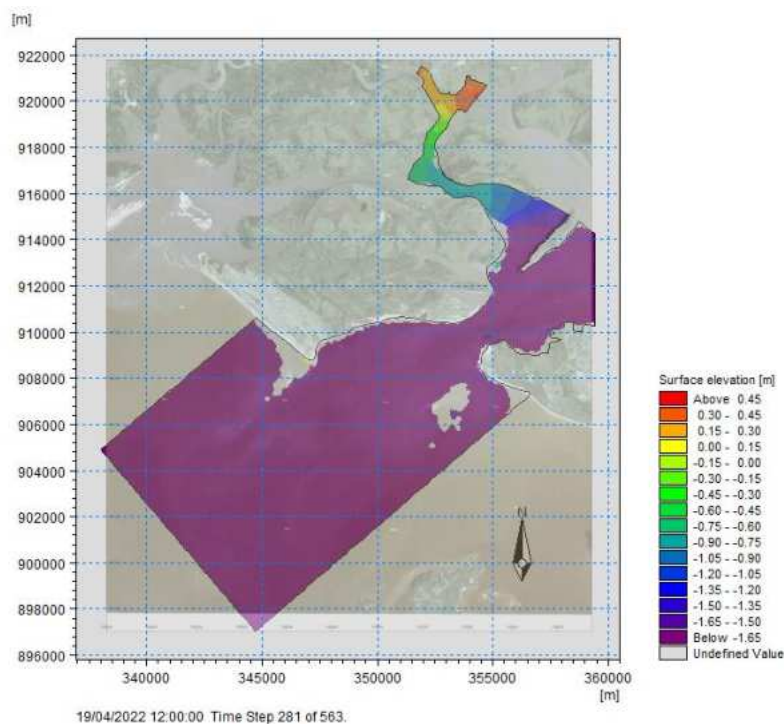 [m]
922000
920000
918000
916000
914000
912000
910000
908000
906000
904000
902000
900000
898000
896000
340000 345000 350000 355000 360000
[m]
N
Surface elevation [m]
Above 0.45
0.30 - 0.45
0.15 - 0.30
0.00 - 0.15
-0.15 - 0.00
-0.30 - -0.15
-0.45 - -0.30
-0.60 - -0.45
-0.75 - -0.60
-0.90 - -0.75
-1.05 - -0.90
-1.20 - -1.05
-1.35 - -1.20
-1.50 - -1.35
-1.65 - -1.50
Below -1.65
Undefined Value
19/04/2022 12:00:00 Time Step 281 of 563.